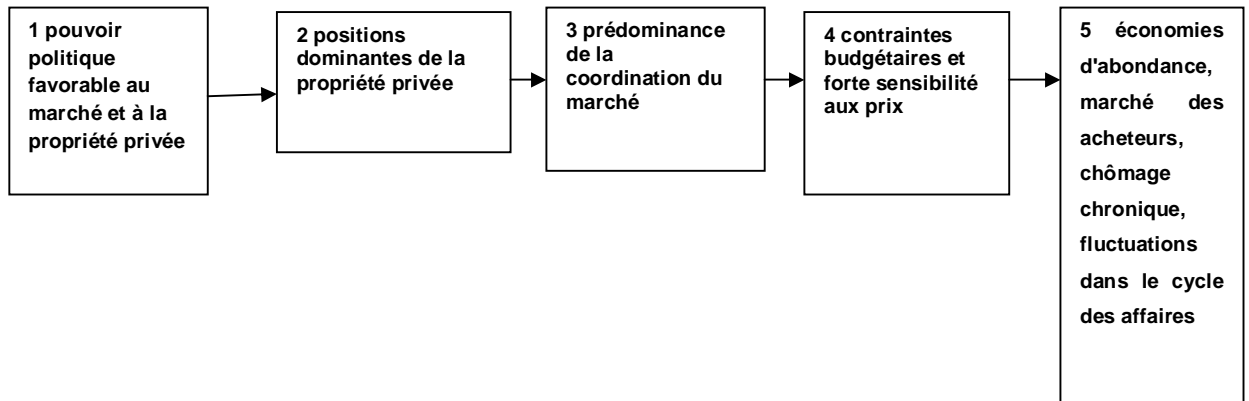 1 pouvoir
politique
favorable au
marché et à la
propriété privée
2 positions
dominantes de la
propriété privée
3 prédominance
de la
coordination du
marché
4 contraintes
budgétaires et
forte sensibilité
aux prix
5 économies
d'abondance,
marché des
acheteurs,
chômage
chronique,
fluctuations
dans le cycle
des affaires